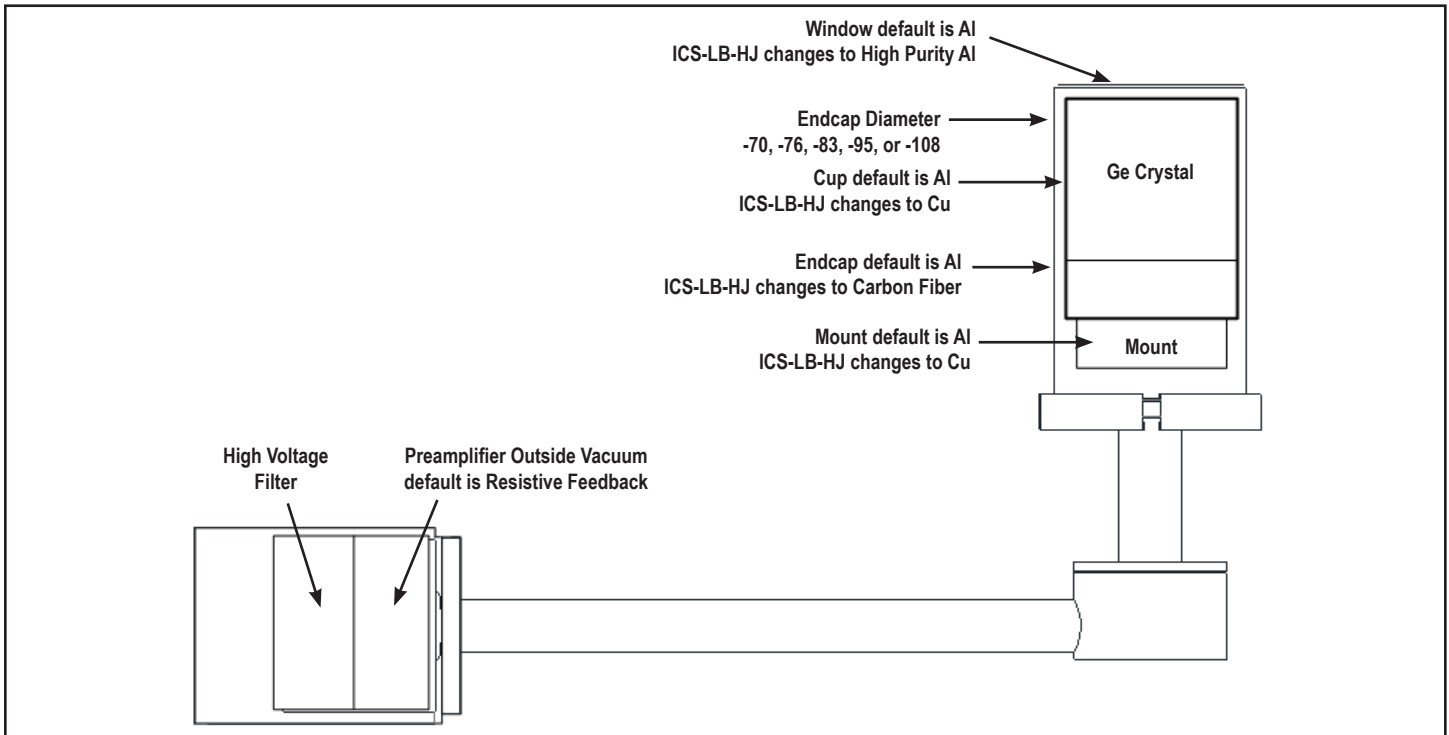 Window default is Al
ICS-LB-HJ changes to High Purity Al
Endcap Diameter
-70, -76, -83, -95, or -108
Cup default is Al
ICS-LB-HJ changes to Cu
Endcap default is Al
ICS-LB-HJ changes to Carbon Fiber
Mount default is Al
ICS-LB-HJ changes to Cu
Ge Crystal
Mount
High Voltage
Filter
Preamplifier Outside Vacuum
default is Resistive Feedback